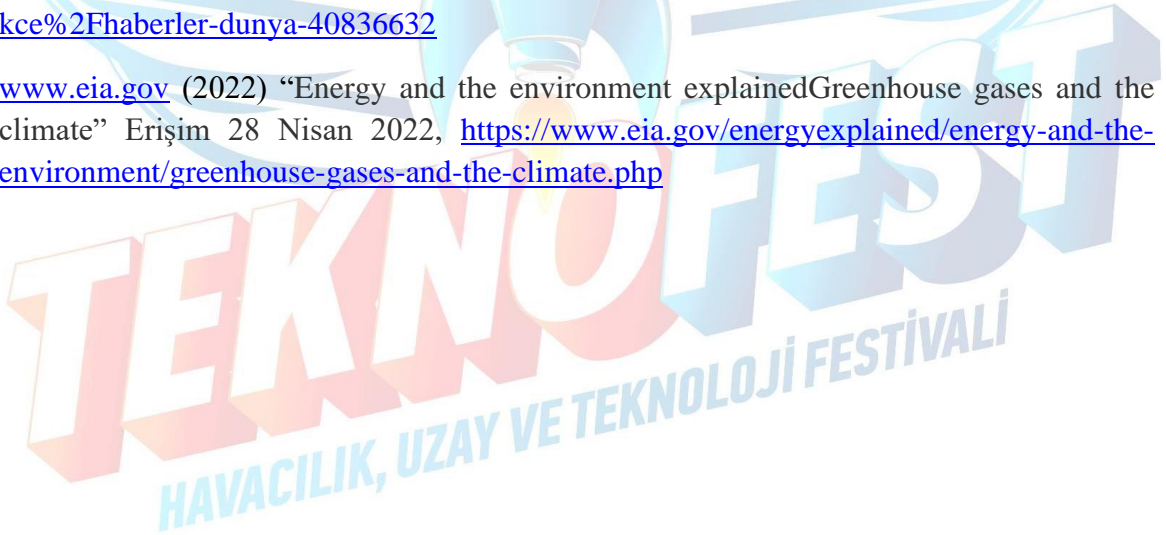 kce%2Fhaberler-dunya-40836632
www.eia.gov (2022) “Energy and the environment explainedGreenhouse gases and the
climate” Erişim 28 Nisan 2022, https://www.eia.gov/energyexplained/energy-and-the-
environment/greenhouse-gases-and-the-climate.php
TEKNOFEST
HAVACILIK, UZAY VE TEKNOLOJİ FESTİVALİ